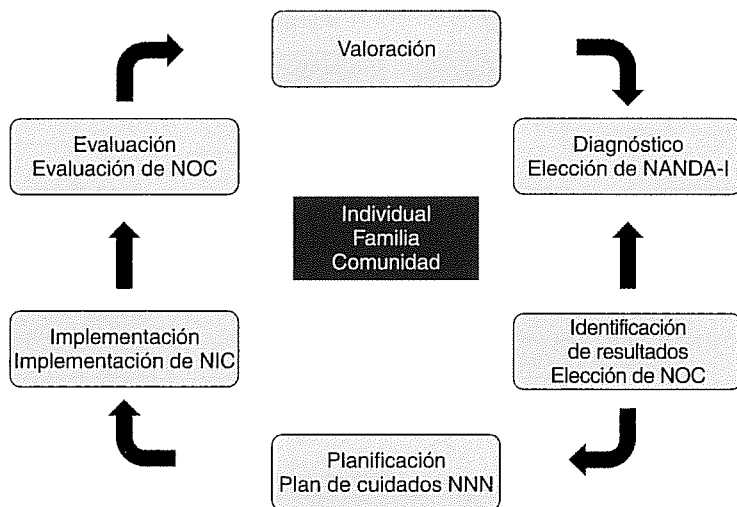 Valoración
Diagnóstico
Elección de NANDA-I
Identificación
de resultados
Elección de NOC
Planificación
Plan de cuidados NNN
Implementación
Implementación de NIC
Evaluación
Evaluación de NOC
Individual
Familia
Comunidad